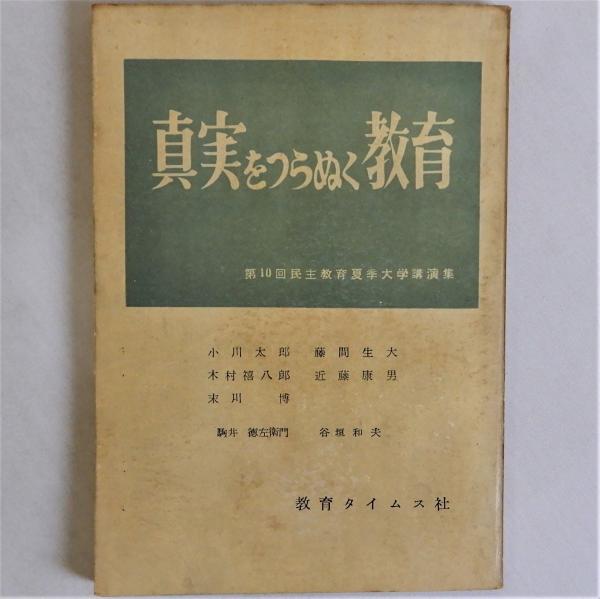 真実をつらぬく教育
第10回民主教育夏季大学講演集
小川太郎 藤間生大
木村禧八郎 近藤康男
末川博
駒井徳左衛門 谷垣和夫
教育タイムス社